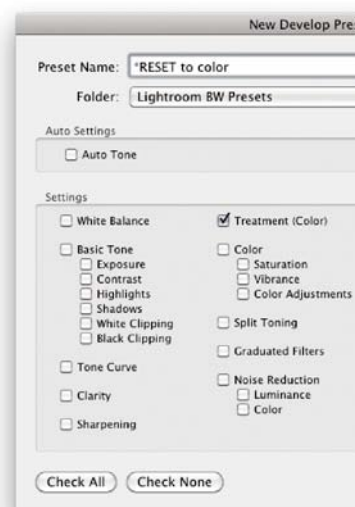 New Develop Pre
Preset Name: *RESET to color
Folder: Lightroom BW Presets
Auto Settings
Auto Tone
Settings
White Balance
Basic Tone
Exposure
Contrast
Highlights
Shadows
White Clipping
Black Clipping
Tone Curve
Clarity
Sharpening
Treatment (Color)
Color
Saturation
Vibrance
Color Adjustments
Split Toning
Graduated Filters
Noise Reduction
Luminance
Color
Check All Check None